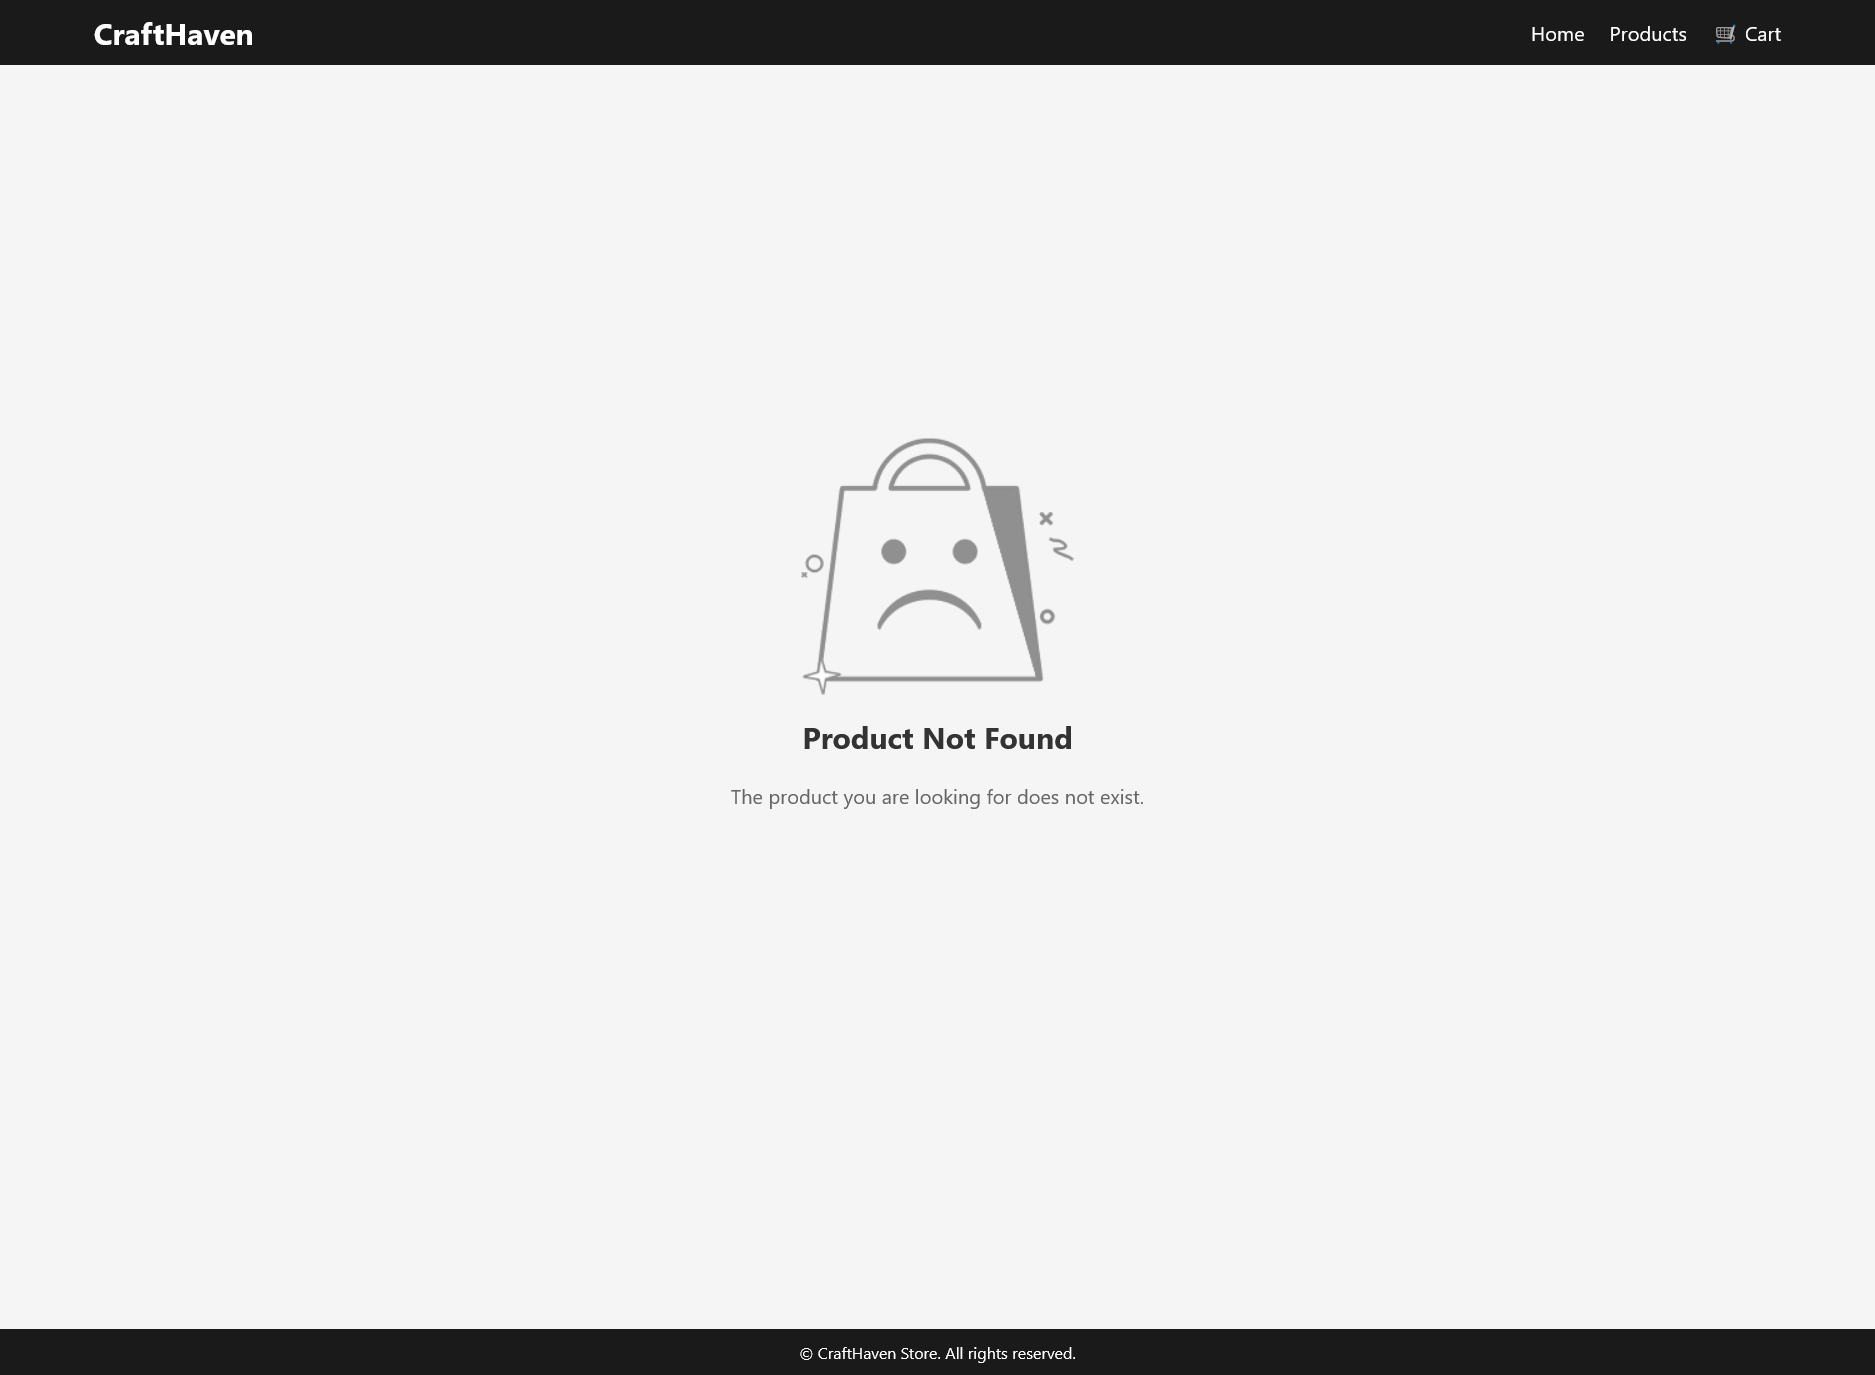 CraftHaven
Home Products 🛒 Cart
Product Not Found
The product you are looking for does not exist.
© CraftHaven Store. All rights reserved.